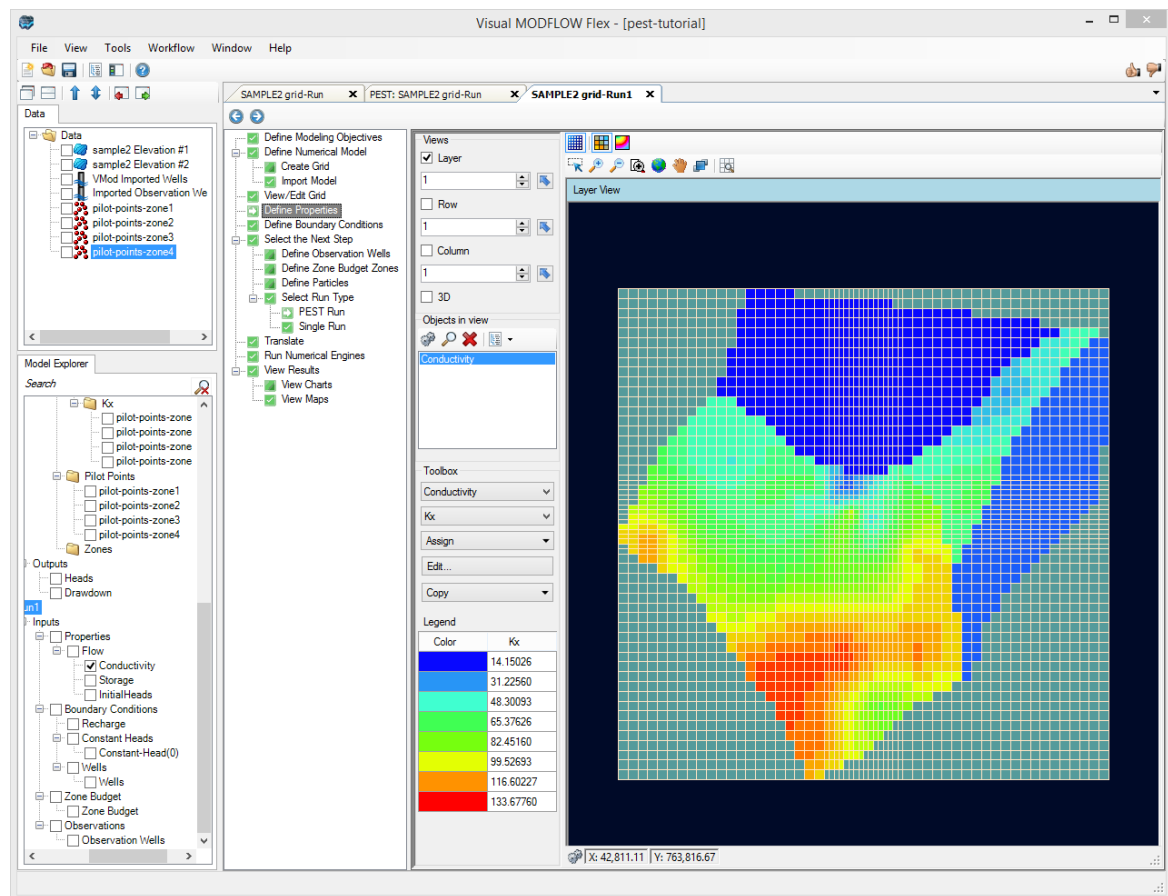 Visual MODFLOW Flex - [pest-tutorial]
File View Tools Workflow Window Help
SAMPLE2 grid-Run
PEST: SAMPLE2 grid-Run
SAMPLE2 grid-Run1
Data
Data
sample2 Elevation #1
sample2 Elevation #2
VMod Imported Wells
Imported Observation We
pilot-points-zone1
pilot-points-zone2
pilot-points-zone3
pilot-points-zone4
Model Explorer
Search
Kx
pilot-points-zone
pilot-points-zone
pilot-points-zone
pilot-points-zone
Pilot Points
pilot-points-zone1
pilot-points-zone2
pilot-points-zone3
pilot-points-zone4
Zones
Outputs
Heads
Drawdown
un1
Inputs
Properties
Flow
Conductivity
Storage
InitialHeads
Boundary Conditions
Recharge
Constant Heads
Constant-Head(0)
Wells
Wells
Zone Budget
Zone Budget
Observations
Observation Wells
Define Modeling Objectives
Define Numerical Model
Create Grid
Import Model
View/Edit Grid
Define Properties
Define Boundary Conditions
Select the Next Step
Define Observation Wells
Define Zone Budget Zones
Define Particles
Select Run Type
PEST Run
Single Run
Translate
Run Numerical Engines
View Results
View Charts
View Maps
Views
Layer
1
Row
1
Column
1
3D
Objects in view
Conductivity
Toolbox
Conductivity
Kx
Assign
Edit...
Copy
Legend
Color Kx
14.15026
31.22560
48.30093
65.37626
82.45160
99.52693
116.60227
133.67760
Layer View
X: 42,811.11 Y: 763,816.67